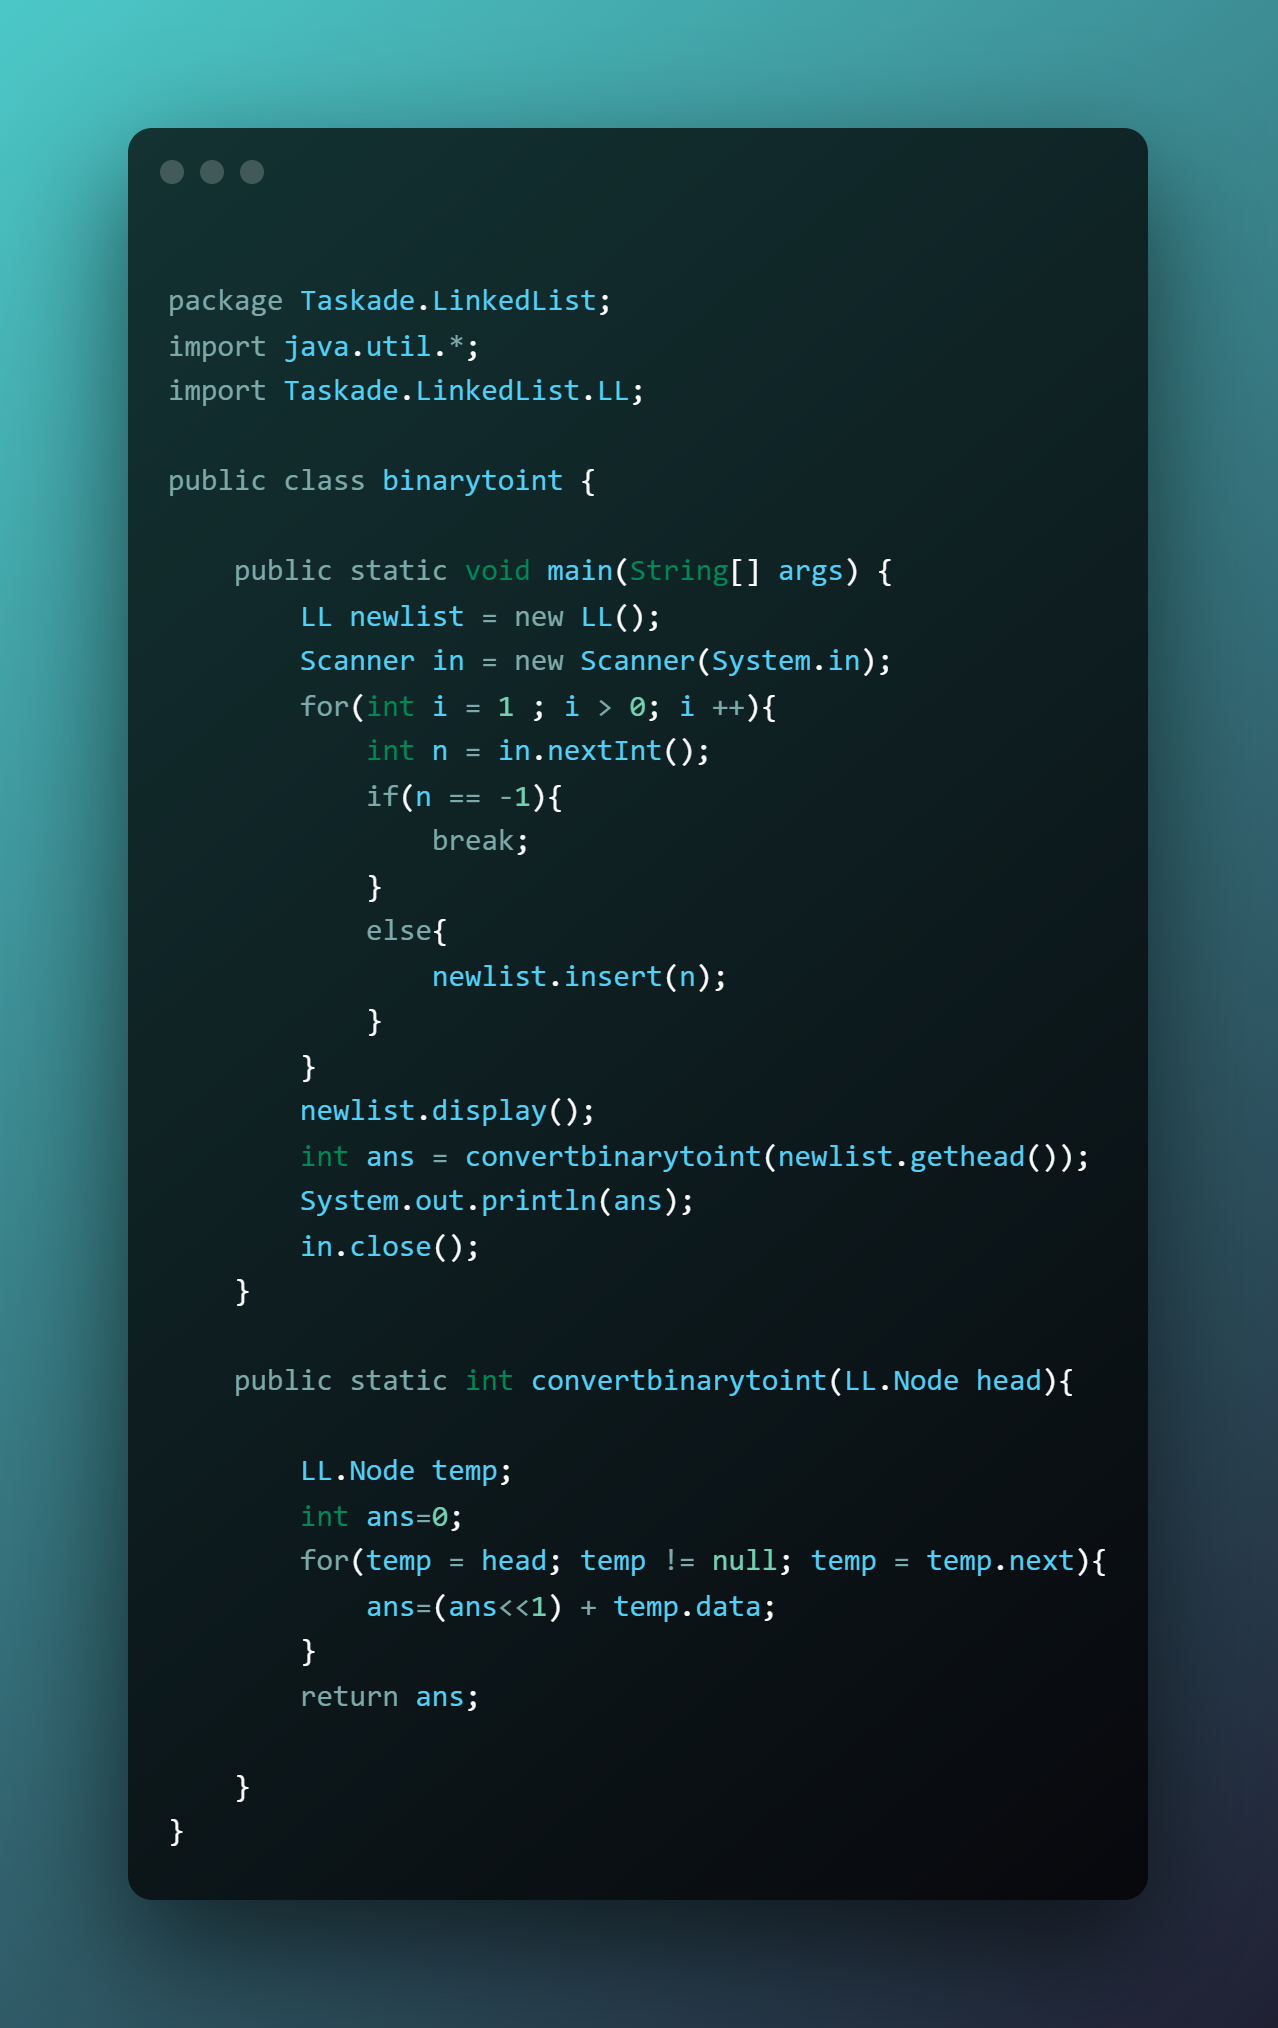 package Taskade.LinkedList;
import java.util.*;
import Taskade.LinkedList.LL;

public class binarytoint {

    public static void main(String[] args) {
        LL newlist = new LL();
        Scanner in = new Scanner(System.in);
        for(int i = 1 ; i > 0; i ++){
            int n = in.nextInt();
            if(n == -1){
                break;
            }
            else{
                newlist.insert(n);
            }
        }
        newlist.display();
        int ans = convertbinarytoint(newlist.gethead());
        System.out.println(ans);
        in.close();
    }

    public static int convertbinarytoint(LL.Node head){

        LL.Node temp;
        int ans=0;
        for(temp = head; temp != null; temp = temp.next){
            ans=(ans<<1) + temp.data;
        }
        return ans;

    }
}